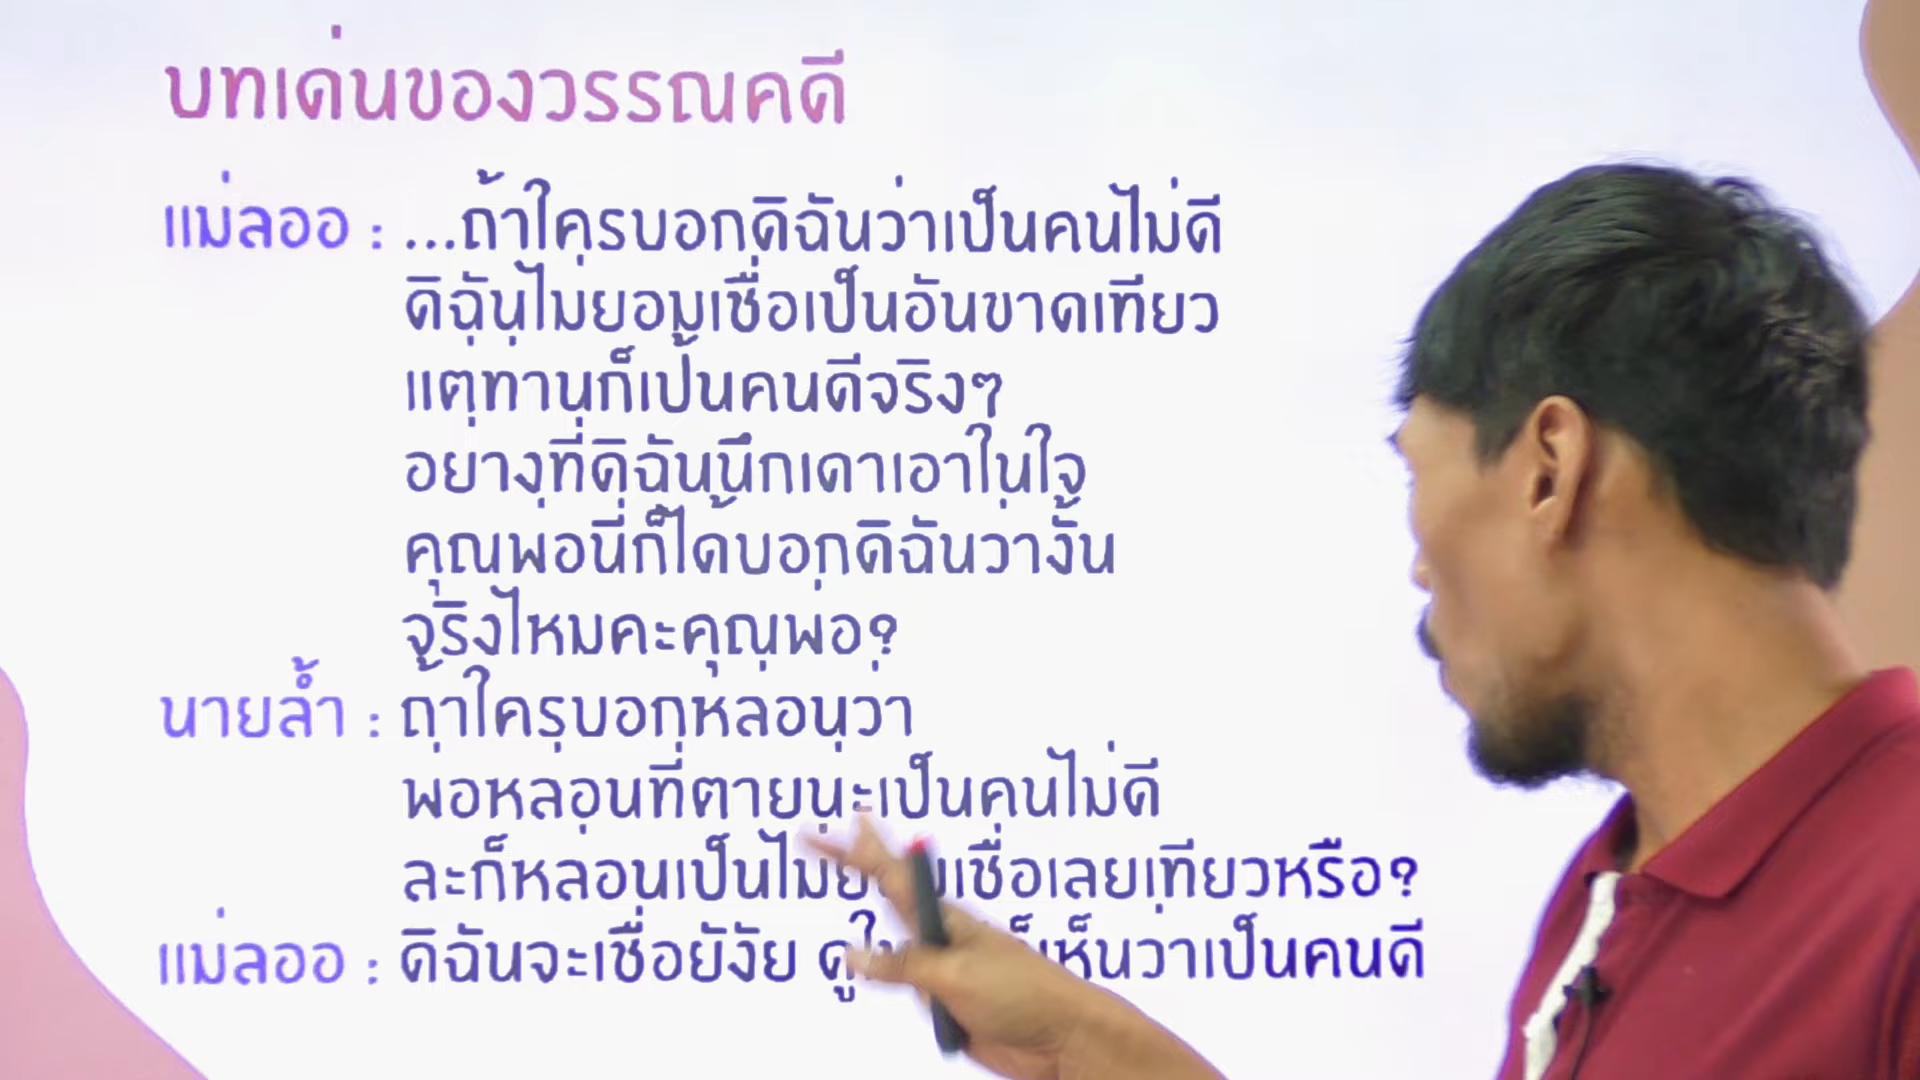 บทเด่นของวรรณคดี
แม่ลออ : ...ถ้าใครบอกดิฉันว่าเป็นคนไม่ดี
ดิฉันไม่ยอมเชื่อเป็นอันขาดเทียว
แต่ท่านก็เป็นคนดีจริงๆ
อย่างที่ดิฉันนึกเดาเอาในใจ
คุณพ่อนี่ก็ได้บอกดิฉันว่างั้น
จริงไหมคะคุณพ่อ?
นายล้ำ : ถ้าใครบอกหล่อนว่า
พ่อหล่อนที่ตายน่ะเป็นคนไม่ดี
ละก็หล่อนเป็นไม่ เชื่อเลยเทียวหรือ?
แม่ลออ : ดิฉันจะเชื่อยังงัย ดู เห็นว่าเป็นคนดี